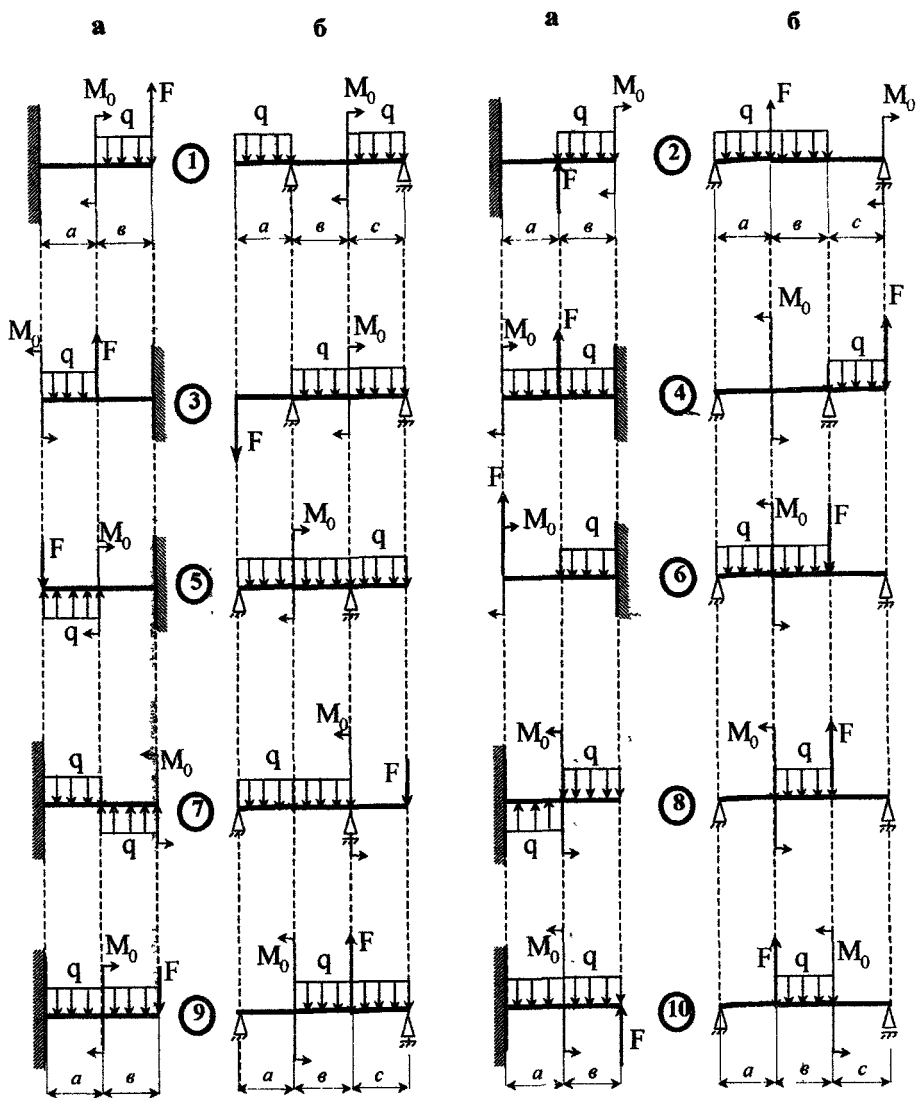 а б а б
M₀ F q
q M₀ q
q M₀ F
q F M₀
1 2
а в
а в с
а в
а в с
M₀ q F
q M₀
M₀ F q
M₀ q F
3 4
F
F M₀
q
M₀ q
F M₀ q
q M₀ F
5 6
q M₀ q
q M₀ F
M₀ q q
M₀ q F
7 8
q M₀ F
M₀ q F
M₀ q F
F q M₀
9 10
а в
а в с
а в
а в с